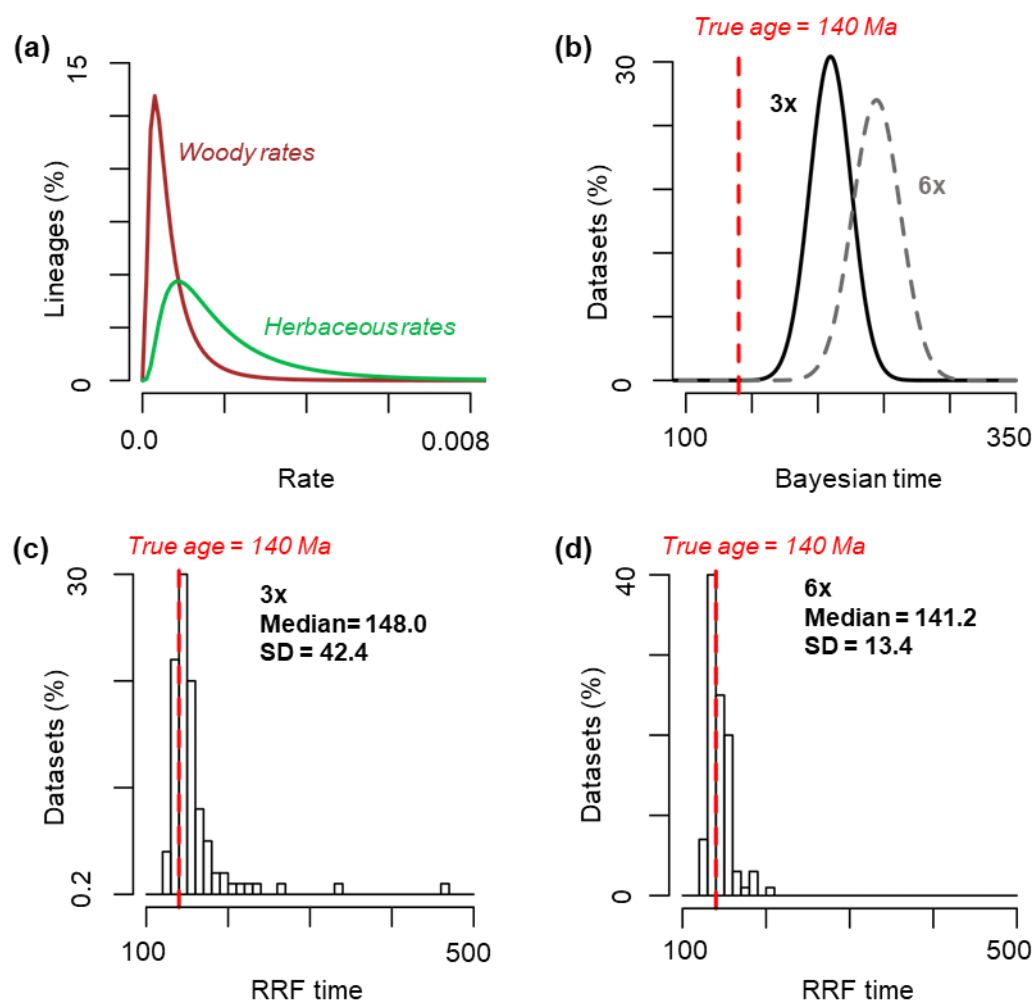 (a)
15
Lineages (%)
0
Woody rates
Herbaceous rates
0.0
0.008
Rate
(b)
True age = 140 Ma
30
Datasets (%)
0
3x
6x
100
350
Bayesian time
(c)
True age = 140 Ma
30
Datasets (%)
0.2
3x
Median= 148.0
SD = 42.4
100
500
RRF time
(d)
True age = 140 Ma
40
Datasets (%)
0
6x
Median = 141.2
SD = 13.4
100
500
RRF time